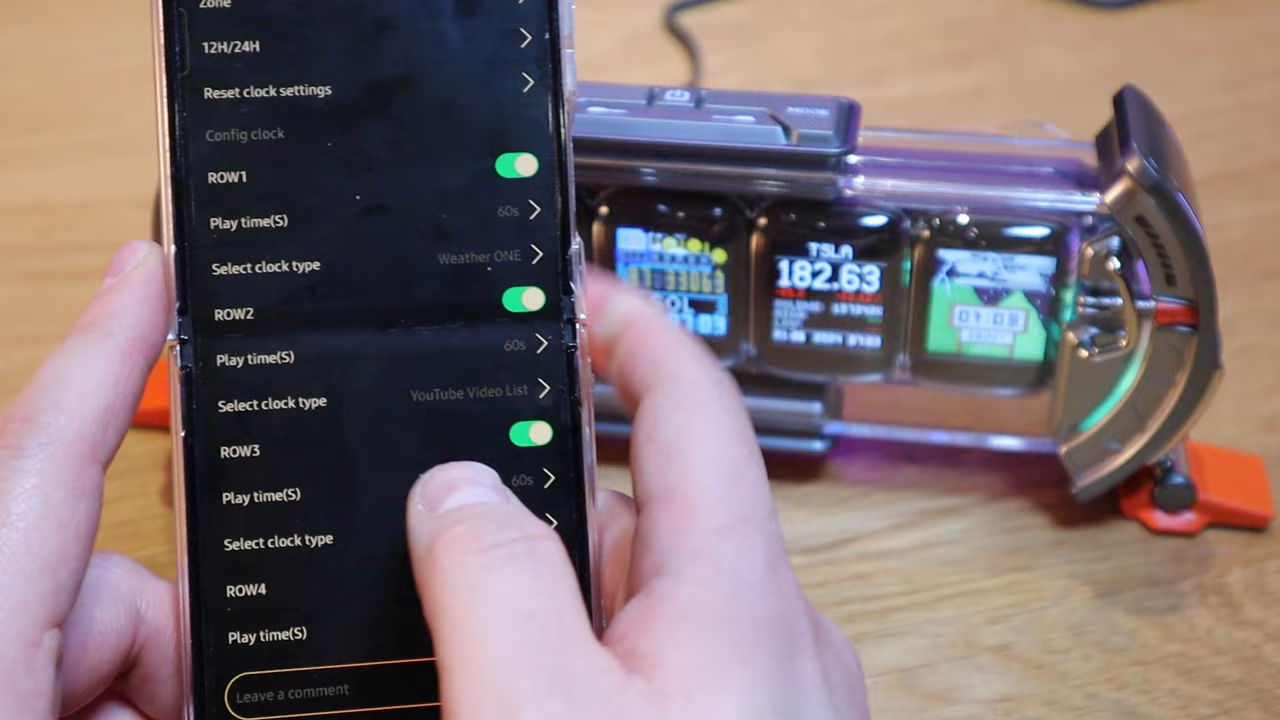 Zone
12H/24H
Reset clock settings
Config clock
ROW1
Play time(S) 60s
Select clock type Weather ONE
ROW2
Play time(S) 60s
Select clock type YouTube Video List
ROW3
Play time(S) 60s
Select clock type
ROW4
Play time(S)
Leave a comment
MODE
TSLA
182.63